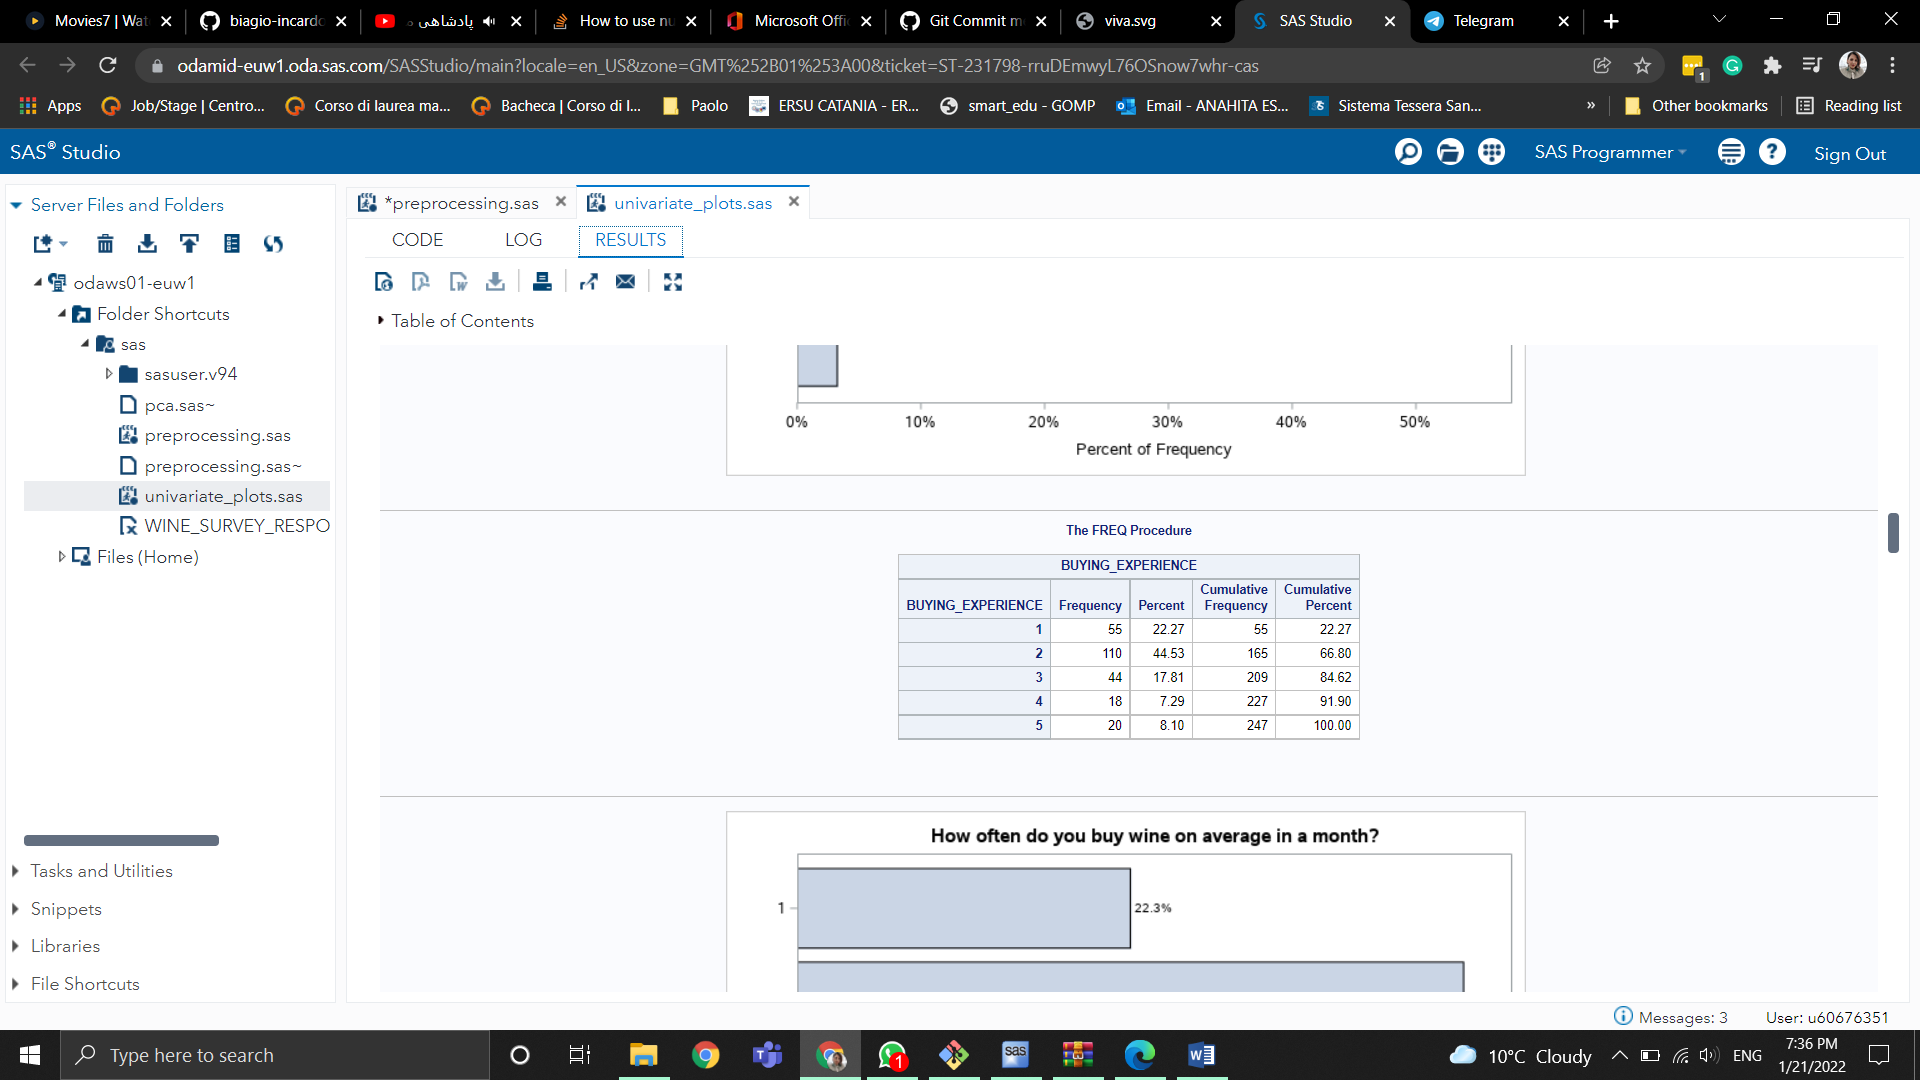 Movies7 | Wat
biagio-incardo
پادشاهی
How to use nu
Microsoft Offi
Git Commit m
viva.svg
SAS Studio
Telegram
odamid-euw1.oda.sas.com/SASStudio/main?locale=en_US&zone=GMT%252B01%253A00&ticket=ST-231798-rruDEmwyL76OSnow7whr-cas
1
Apps
Job/Stage | Centro...
Corso di laurea ma...
Bacheca | Corso di l...
Paolo
ERSU CATANIA - ER...
smart_edu - GOMP
Email - ANAHITA ES...
Sistema Tessera San...
»
Other bookmarks
Reading list
SAS® Studio
SAS Programmer
Sign Out
Server Files and Folders
odaws01-euw1
Folder Shortcuts
sas
sasuser.v94
pca.sas~
preprocessing.sas
preprocessing.sas~
univariate_plots.sas
WINE_SURVEY_RESPO
Files (Home)
Tasks and Utilities
Snippets
Libraries
File Shortcuts
*preprocessing.sas
univariate_plots.sas
CODE LOG RESULTS
Table of Contents
0% 10% 20% 30% 40% 50%
Percent of Frequency
The FREQ Procedure
BUYING_EXPERIENCE
BUYING_EXPERIENCE Frequency Percent Cumulative Frequency Cumulative Percent
1 55 22.27 55 22.27
2 110 44.53 165 66.80
3 44 17.81 209 84.62
4 18 7.29 227 91.90
5 20 8.10 247 100.00
How often do you buy wine on average in a month?
1 22.3%
Messages: 3
User: u60676351
Type here to search
1
sas
10°C Cloudy
ENG
7:36 PM
1/21/2022